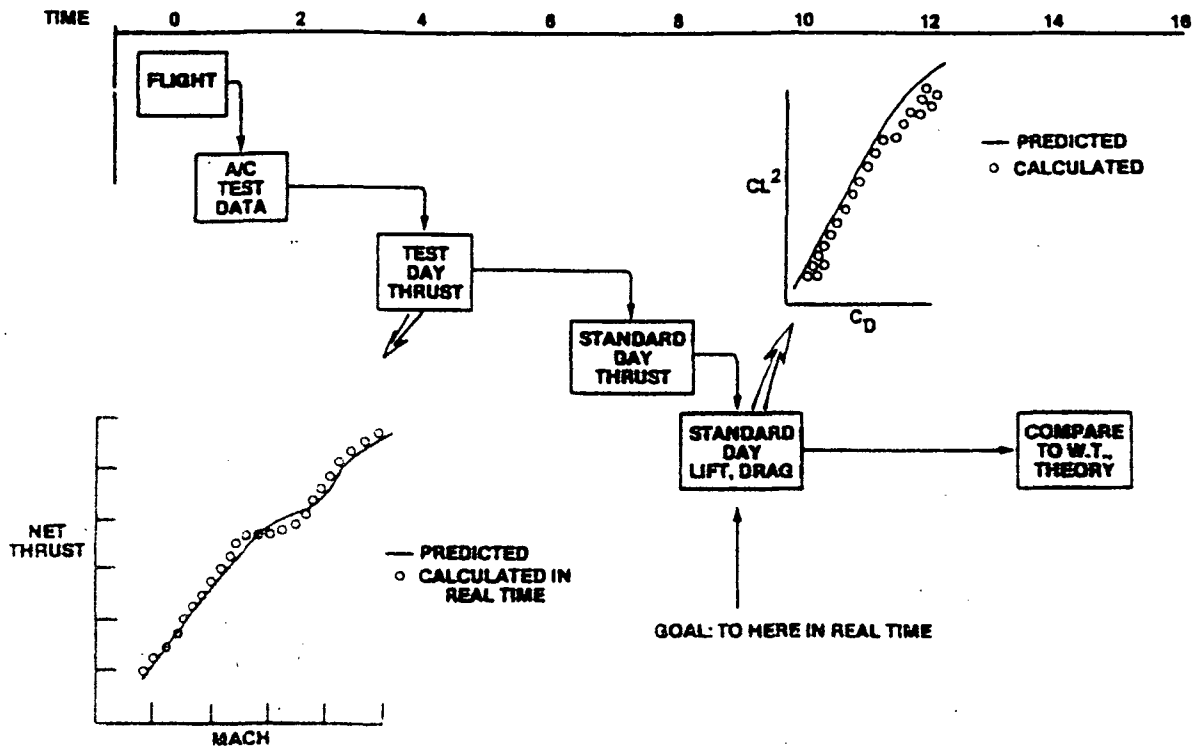 TIME 0 2 4 6 8 10 12 14 16
FLIGHT
A/C
TEST
DATA
TEST
DAY
THRUST
STANDARD
DAY
THRUST
STANDARD
DAY
LIFT, DRAG
COMPARE
TO W.T.,
THEORY
GOAL: TO HERE IN REAL TIME
CL²
C_D
— PREDICTED
o CALCULATED
NET
THRUST
MACH
— PREDICTED
o CALCULATED IN
REAL TIME